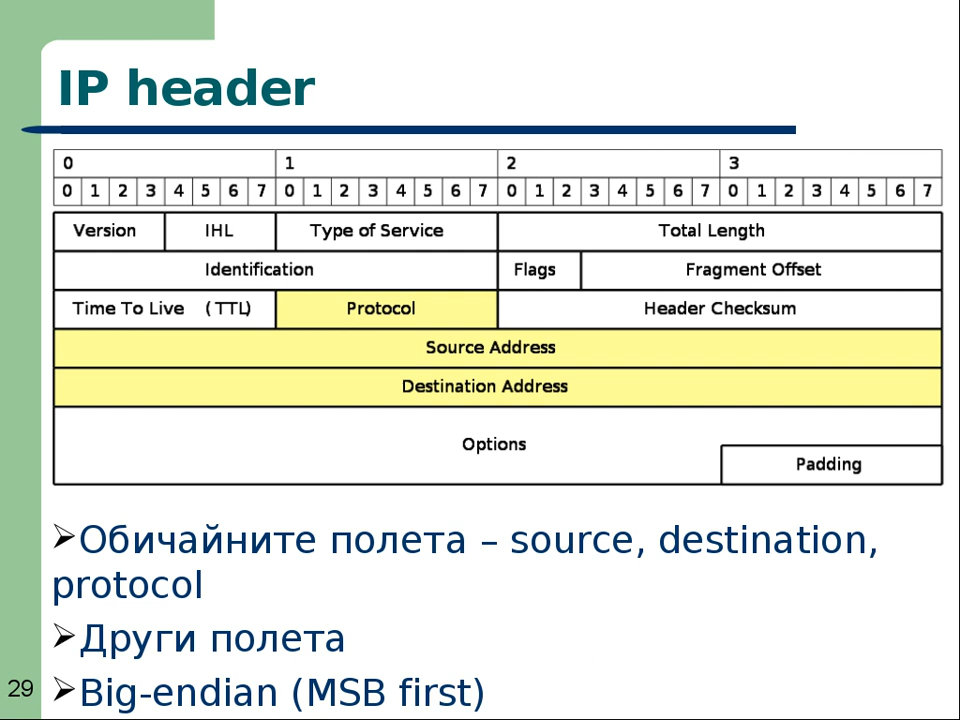 IP header
0 1 2 3
0 1 2 3 4 5 6 7 0 1 2 3 4 5 6 7 0 1 2 3 4 5 6 7 0 1 2 3 4 5 6 7
Version IHL Type of Service Total Length
Identification Flags Fragment Offset
Time To Live (TTL) Protocol Header Checksum
Source Address
Destination Address
Options
Padding
Обичайните полета – source, destination,
protocol
Други полета
Big-endian (MSB first)
29